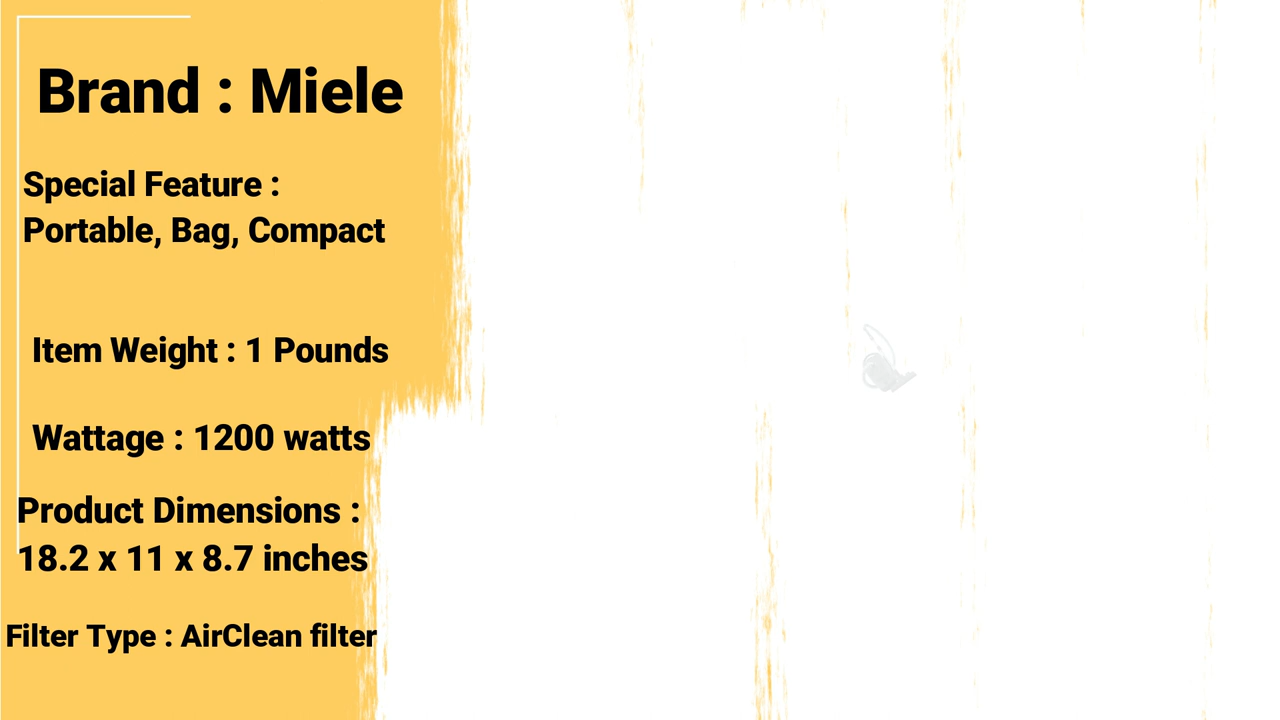 Brand : Miele
Special Feature :
Portable, Bag, Compact
Item Weight : 1 Pounds
Wattage : 1200 watts
Product Dimensions :
18.2 x 11 x 8.7 inches
Filter Type : AirClean filter